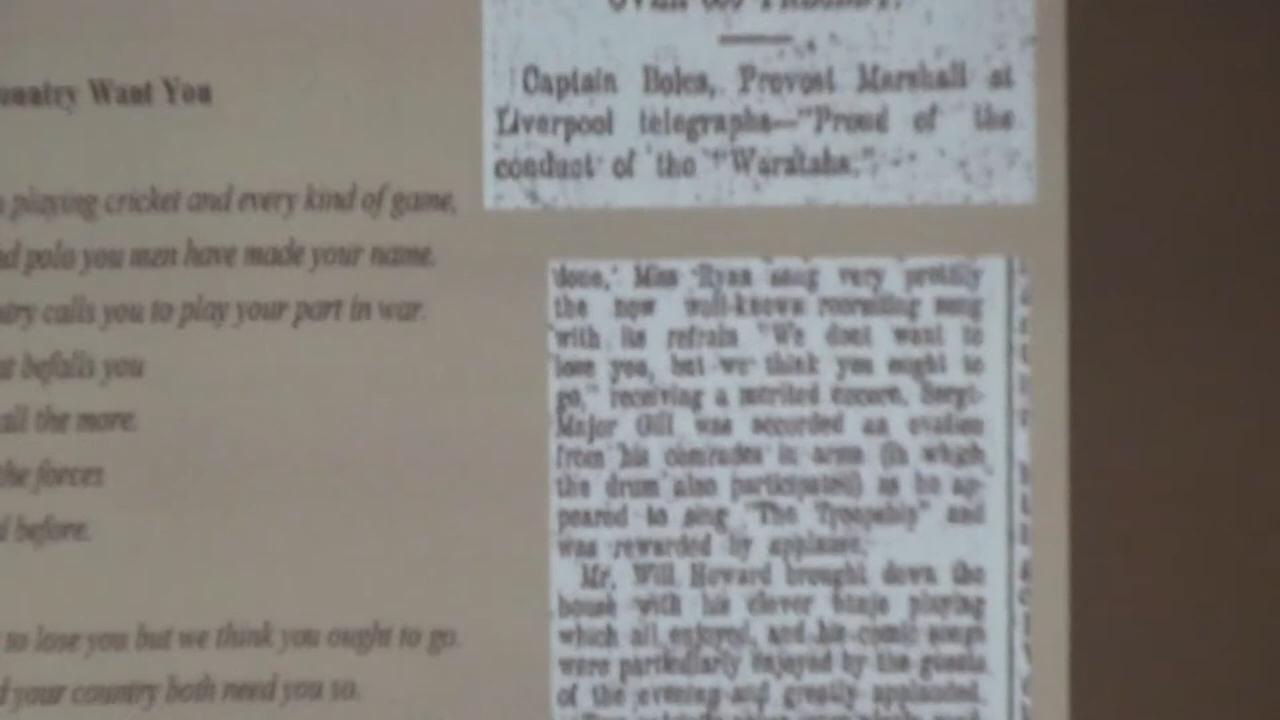 Country Want You
playing cricket and every kind of game,
polo you men have made your name.
calls you to play your part in war.
befalls you
all the more.
the forces
before.
to lose you but we think you ought to go.
your country both need you so.
Captain Boles, Provost Marshall at
Liverpool telegraphs—"Proud of the
conduct of the "Waratahs."
done,' Miss Ryan sang very prettily
the now well-known recruiting song
with its refrain "We dont want to
lose you, but we think you ought to
go," receiving a merited encore. Sergt-
Major Gill was accorded an ovation
from his comrades in arms (in which
the drum also participated) as he ap-
peared to sing "The Troopship" and
was rewarded by applause.
Mr. Will Howard brought down the
house with his clever banjo playing
which all enjoyed, and his comic songs
were particularly enjoyed by the guests
of the evening and greatly applauded.